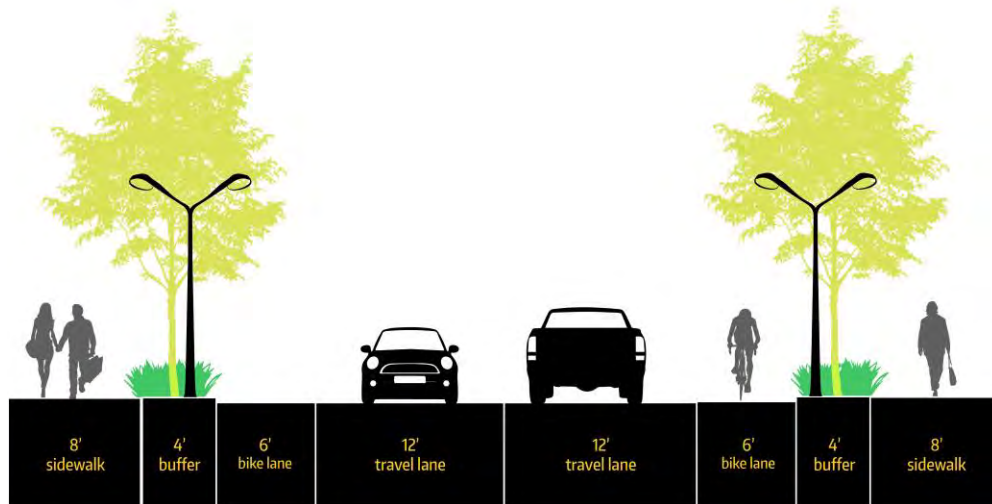 8'
sidewalk
4'
buffer
6'
bike lane
12'
travel lane
12'
travel lane
6'
bike lane
4'
buffer
8'
sidewalk